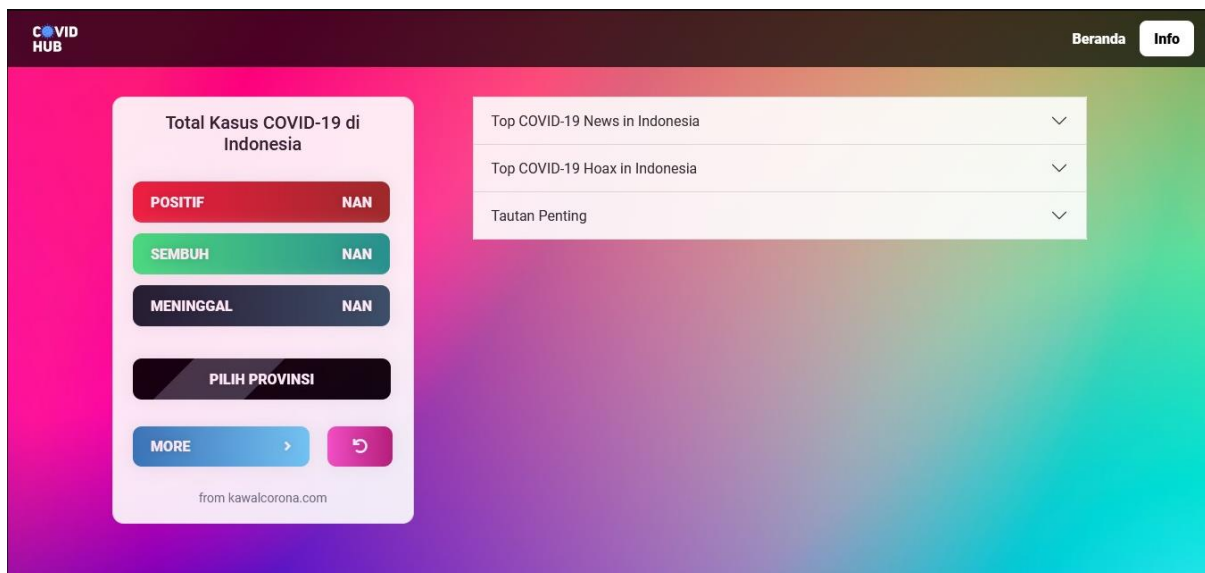 COVID
HUB
Beranda
Info
Total Kasus COVID-19 di
Indonesia
POSITIF NAN
SEMBUH NAN
MENINGGAL NAN
PILIH PROVINSI
MORE
from kawalcorona.com
Top COVID-19 News in Indonesia
Top COVID-19 Hoax in Indonesia
Tautan Penting